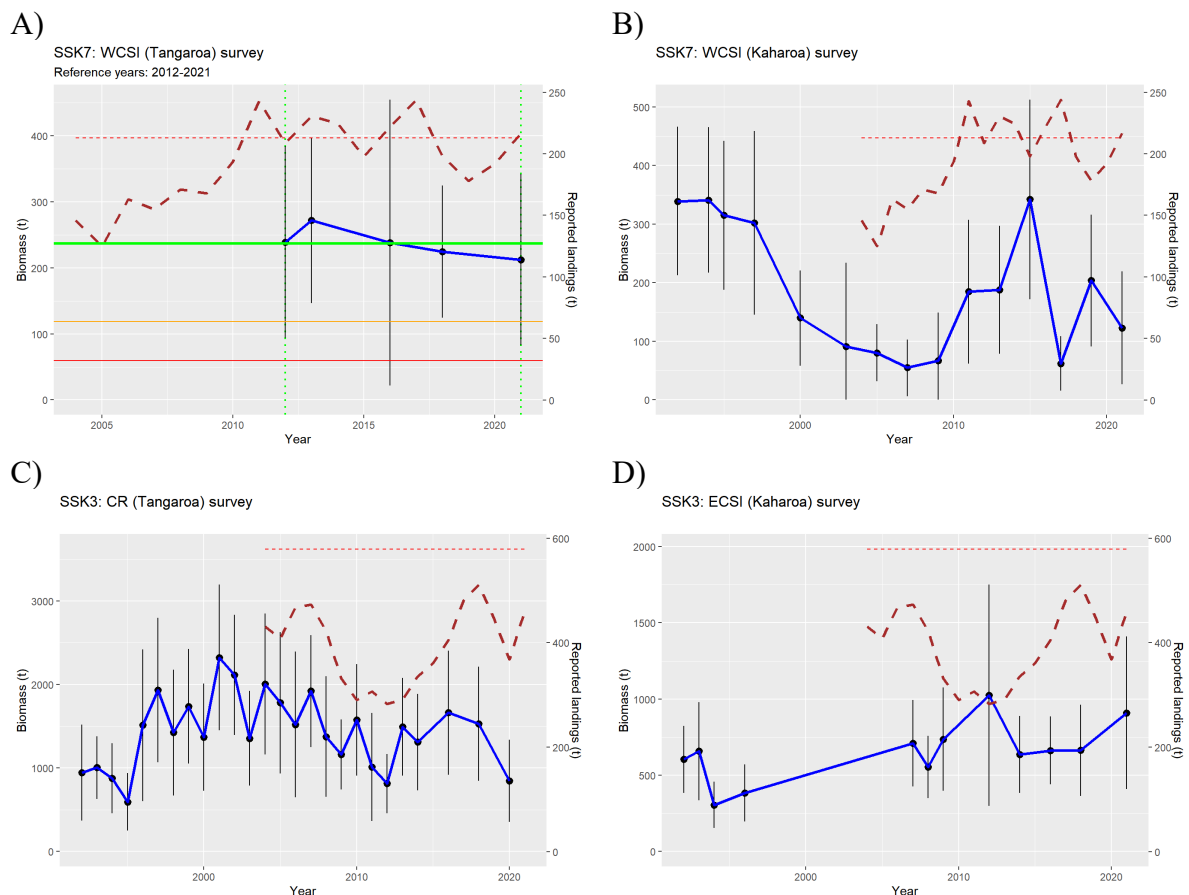 A)
SSK7: WCSI (Tangaroa) survey
Reference years: 2012-2021
Biomass (t)
400
300
200
100
0
250
200
150
100
50
0
Reported landings (t)
2005
2010
2015
2020
Year
B)
SSK7: WCSI (Kaharoa) survey
Biomass (t)
500
400
300
200
100
0
250
200
150
100
50
0
Reported landings (t)
2000
2010
2020
Year
C)
SSK3: CR (Tangaroa) survey
Biomass (t)
3000
2000
1000
0
600
400
200
0
Reported landings (t)
2000
2010
2020
Year
D)
SSK3: ECSI (Kaharoa) survey
Biomass (t)
2000
1500
1000
500
0
600
400
200
0
Reported landings (t)
2000
2010
2020
Year